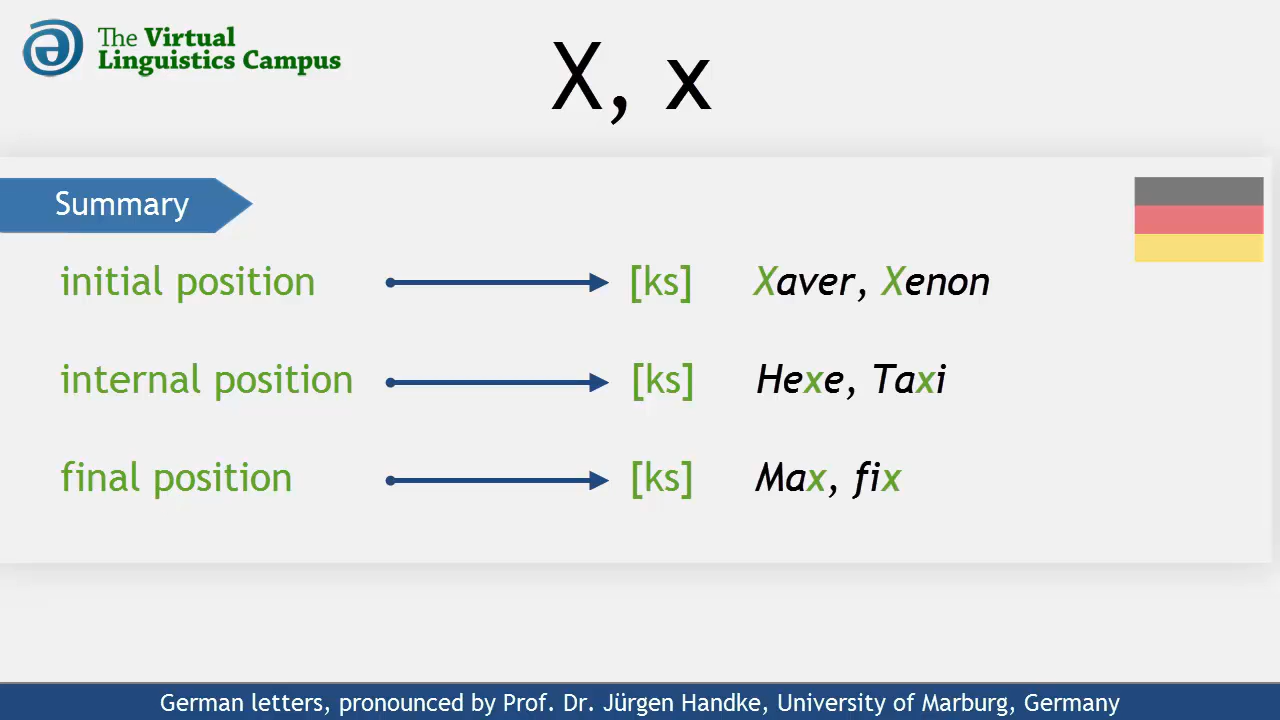 The Virtual
Linguistics Campus
X, x
Summary
initial position [ks] Xaver, Xenon
internal position [ks] Hexe, Taxi
final position [ks] Max, fix
German letters, pronounced by Prof. Dr. Jürgen Handke, University of Marburg, Germany